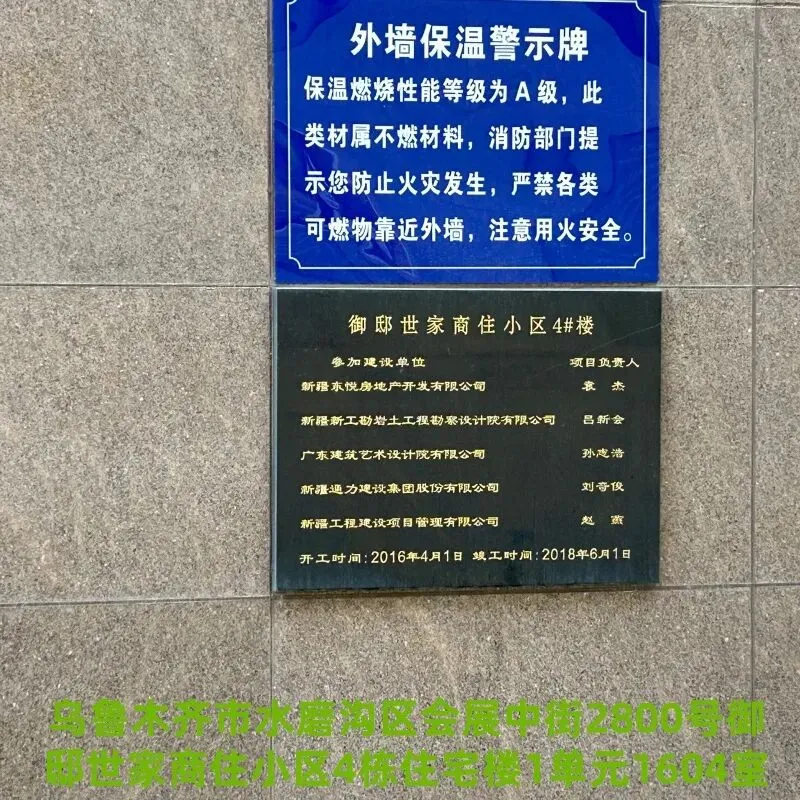 外墙保温警示牌
保温燃烧性能等级为A级，此
类材属不燃材料，消防部门提
示您防止火灾发生，严禁各类
可燃物靠近外墙，注意用火安全。
御邸世家商住小区4#楼
参加建设单位 项目负责人
新疆东悦房地产开发有限公司 袁杰
新疆新工勘岩土工程勘察设计院有限公司 吕新会
广东建筑艺术设计院有限公司 孙志浩
新疆通力建设集团股份有限公司 刘奇俊
新疆工程建设项目管理有限公司 赵燕
开工时间:2016年4月1日 竣工时间:2018年6月1日
乌鲁木齐市水磨沟区会展中街2800号御
邸世家商住小区4栋住宅楼1单元1604室